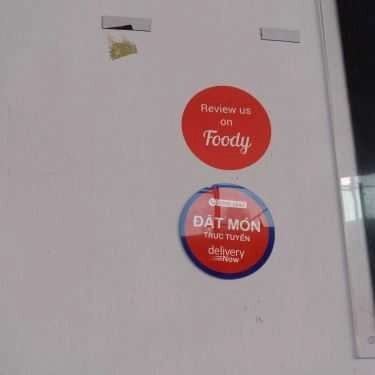 Review us
on
Foody
ĐẶT MÓN
TRỰC TUYẾN
delivery
Now